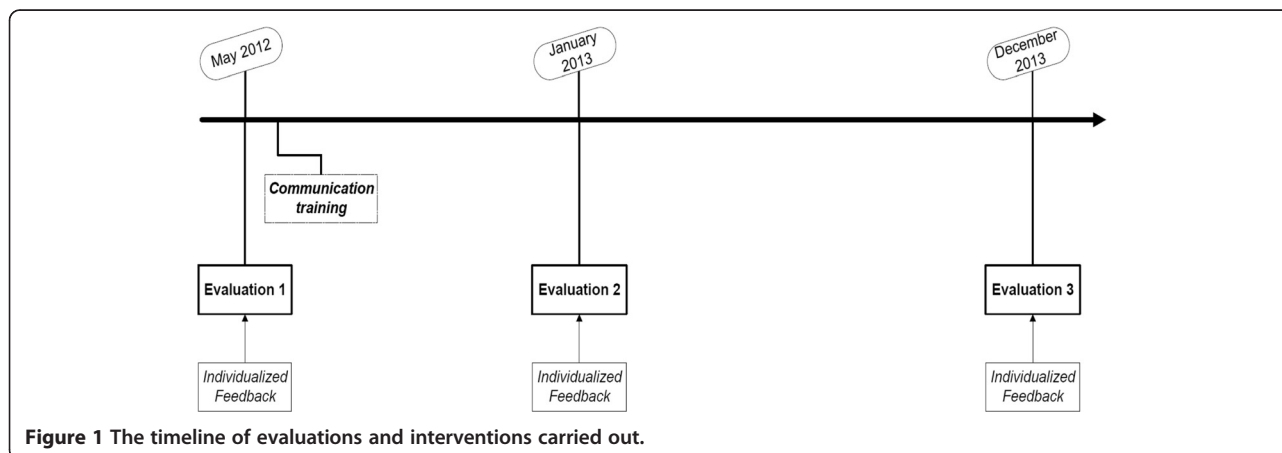 May 2012
January
2013
December
2013
Communication
training
Evaluation 1
Evaluation 2
Evaluation 3
Individualized
Feedback
Individualized
Feedback
Individualized
Feedback
Figure 1 The timeline of evaluations and interventions carried out.